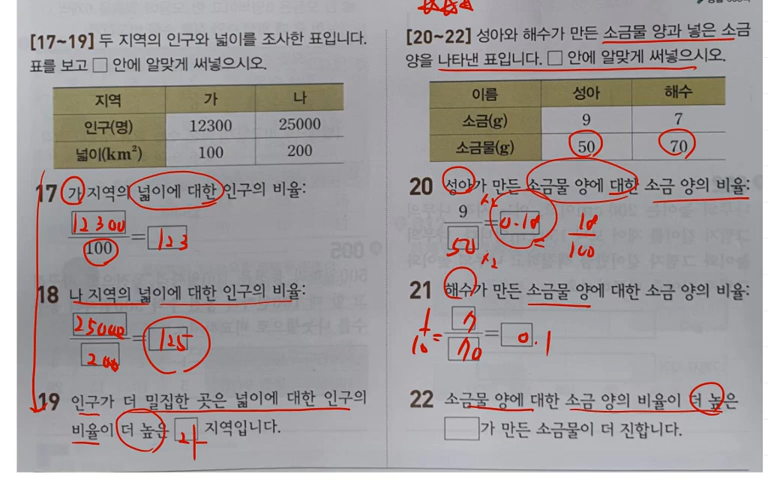 [17~19] 두 지역의 인구와 넓이를 조사한 표입니다.
표를 보고 □ 안에 알맞게 써넣으시오.
지역 가 나
인구(명) 12300 25000
넓이(km²) 100 200
17 가 지역의 넓이에 대한 인구의 비율:
12300
100
= 123
18 나 지역의 넓이에 대한 인구의 비율:
25000
200
= 125
19 인구가 더 밀집한 곳은 넓이에 대한 인구의
비율이 더 높은 나 지역입니다.
[20~22] 성아와 해수가 만든 소금물 양과 넣은 소금
양을 나타낸 표입니다. □ 안에 알맞게 써넣으시오.
이름 성아 해수
소금(g) 9 7
소금물(g) 50 70
20 성아가 만든 소금물 양에 대한 소금 양의 비율:
9 ×2
50 ×2
= 0.18 = 18
100
21 해수가 만든 소금물 양에 대한 소금 양의 비율:
1 7
10 70
= 0.1
22 소금물 양에 대한 소금 양의 비율이 더 높은
□가 만든 소금물이 더 진합니다.